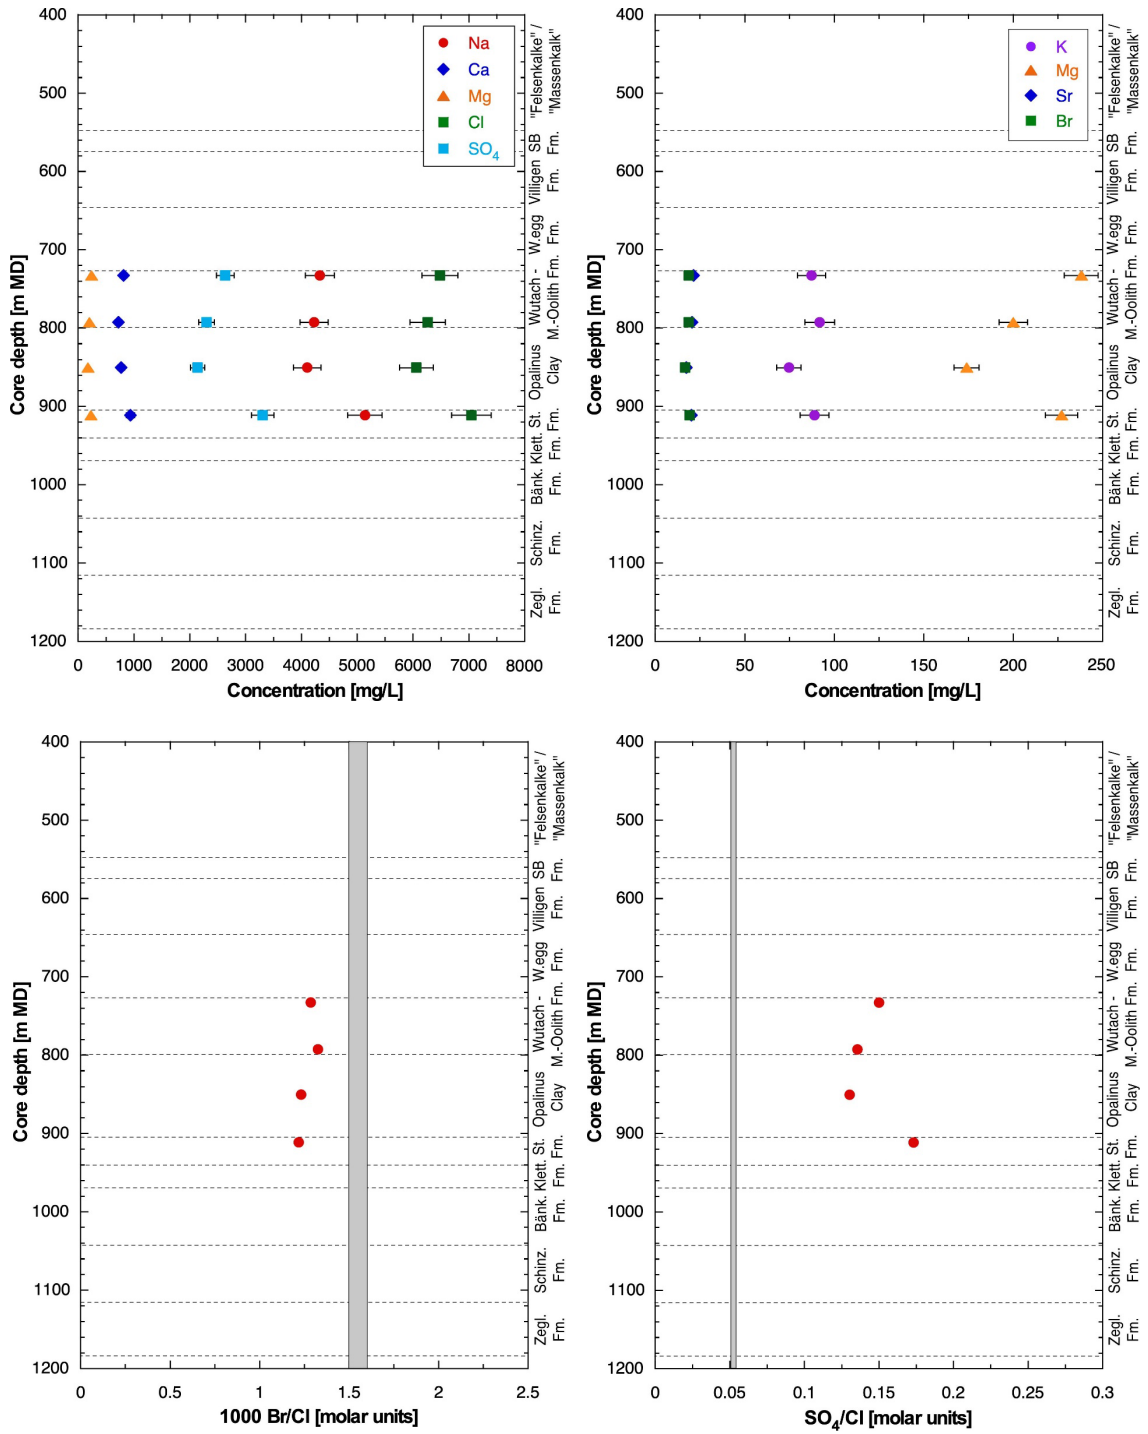 400
500
600
700
800
900
1000
1100
1200
Core depth [m MD]
0 1000 2000 3000 4000 5000 6000 7000 8000
Concentration [mg/L]
Na
Ca
Mg
Cl
SO4
"Felsenkalke" /
"Massenkalk"
SB
Fm.
Villigen
Fm.
W.egg
Fm.
Wutach -
M.-Oolith Fm.
Opalinus
Clay
St.
Fm.
Klett.
Fm.
Bänk.
Fm.
Schinz.
Fm.
Zegl.
Fm.
400
500
600
700
800
900
1000
1100
1200
Core depth [m MD]
0 50 100 150 200 250
Concentration [mg/L]
K
Mg
Sr
Br
"Felsenkalke" /
"Massenkalk"
SB
Fm.
Villigen
Fm.
W.egg
Fm.
Wutach -
M.-Oolith Fm.
Opalinus
Clay
St.
Fm.
Klett.
Fm.
Bänk.
Fm.
Schinz.
Fm.
Zegl.
Fm.
400
500
600
700
800
900
1000
1100
1200
Core depth [m MD]
0 0.5 1 1.5 2 2.5
1000 Br/Cl [molar units]
"Felsenkalke" /
"Massenkalk"
SB
Fm.
Villigen
Fm.
W.egg
Fm.
Wutach -
M.-Oolith Fm.
Opalinus
Clay
St.
Fm.
Klett.
Fm.
Bänk.
Fm.
Schinz.
Fm.
Zegl.
Fm.
400
500
600
700
800
900
1000
1100
1200
Core depth [m MD]
0 0.05 0.1 0.15 0.2 0.25 0.3
SO4/Cl [molar units]
"Felsenkalke" /
"Massenkalk"
SB
Fm.
Villigen
Fm.
W.egg
Fm.
Wutach -
M.-Oolith Fm.
Opalinus
Clay
St.
Fm.
Klett.
Fm.
Bänk.
Fm.
Schinz.
Fm.
Zegl.
Fm.